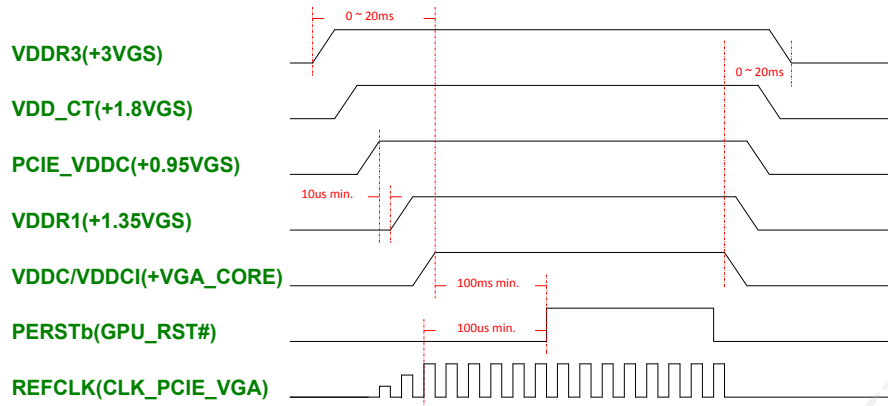 0 ~ 20ms
VDDR3(+3VGS)
0 ~ 20ms
VDD_CT(+1.8VGS)
PCIE_VDDC(+0.95VGS)
10us min.
VDDR1(+1.35VGS)
VDDC/VDDCI(+VGA_CORE)
100ms min.
PERSTb(GPU_RST#)
100us min.
REFCLK(CLK_PCIE_VGA)